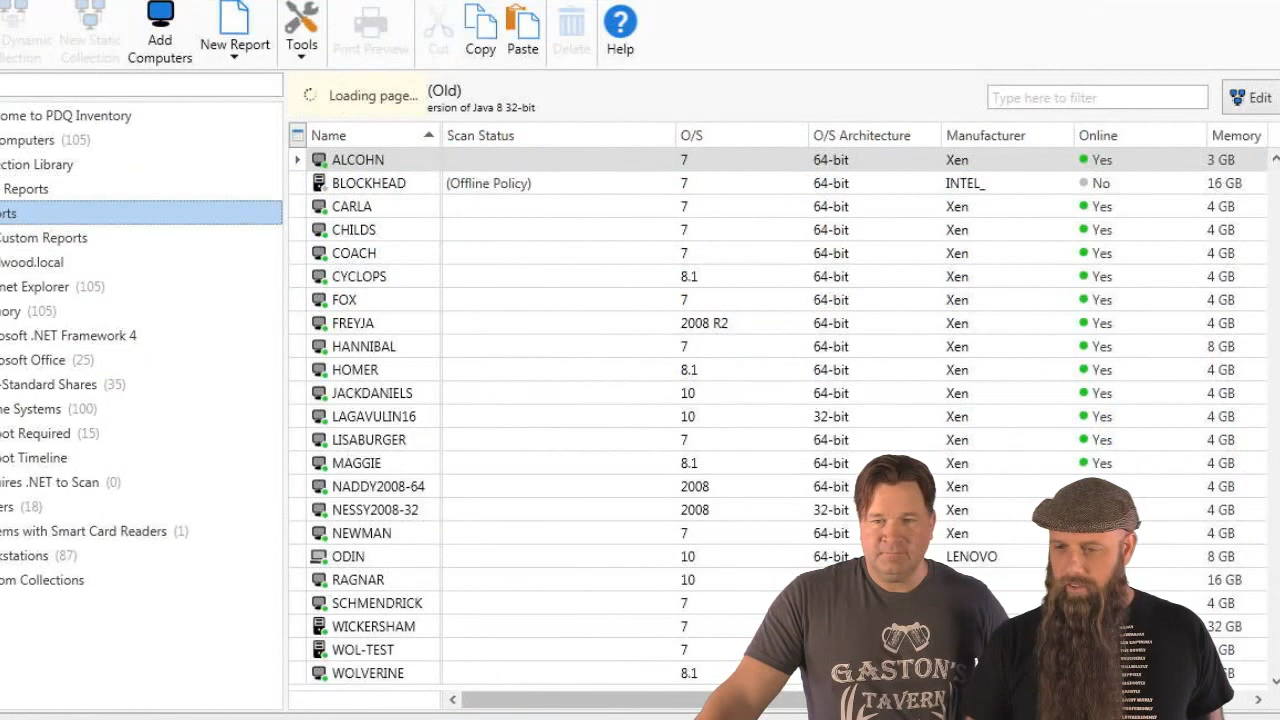 Dynamic
New Static
Collection
Add
Computers
New Report
Tools
Print Preview
Cut
Copy
Paste
Delete
Help
Loading page... (Old)
ersion of Java 8 32-bit
Type here to filter
Edit
ome to PDQ Inventory
omputers (105)
ection Library
Reports
rts
Custom Reports
lwood.local
net Explorer (105)
ory (105)
osoft .NET Framework 4
osoft Office (25)
-Standard Shares (35)
ne Systems (100)
oot Required (15)
oot Timeline
ires .NET to Scan (0)
ers (18)
ems with Smart Card Readers (1)
kstations (87)
om Collections
Name Scan Status O/S O/S Architecture Manufacturer Online Memory
ALCOHN 7 64-bit Xen Yes 3 GB
BLOCKHEAD (Offline Policy) 7 64-bit INTEL_ No 16 GB
CARLA 7 64-bit Xen Yes 4 GB
CHILDS 7 64-bit Xen Yes 4 GB
COACH 7 64-bit Xen Yes 4 GB
CYCLOPS 8.1 64-bit Xen Yes 4 GB
FOX 7 64-bit Xen Yes 4 GB
FREYJA 2008 R2 64-bit Xen Yes 4 GB
HANNIBAL 7 64-bit Xen Yes 8 GB
HOMER 8.1 64-bit Xen Yes 4 GB
JACKDANIELS 10 64-bit Xen Yes 4 GB
LAGAVULIN16 10 32-bit Xen Yes 4 GB
LISABURGER 7 64-bit Xen Yes 4 GB
MAGGIE 8.1 64-bit Xen Yes 4 GB
NADDY2008-64 2008 64-bit Xen 4 GB
NESSY2008-32 2008 32-bit Xen 4 GB
NEWMAN 7 64-bit Xen 4 GB
ODIN 10 64-bit LENOVO 8 GB
RAGNAR 10 16 GB
SCHMENDRICK 7 4 GB
WICKERSHAM 7 32 GB
WOL-TEST 7 GB
WOLVERINE 8.1 GB
GASTON'S
TAVERN